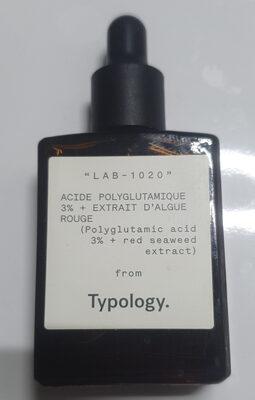 "LAB-1020"
ACIDE POLYGLUTAMIQUE
3% + EXTRAIT D'ALGUE
ROUGE
(Polyglutamic acid
3% + red seaweed
extract)
from
Typology.